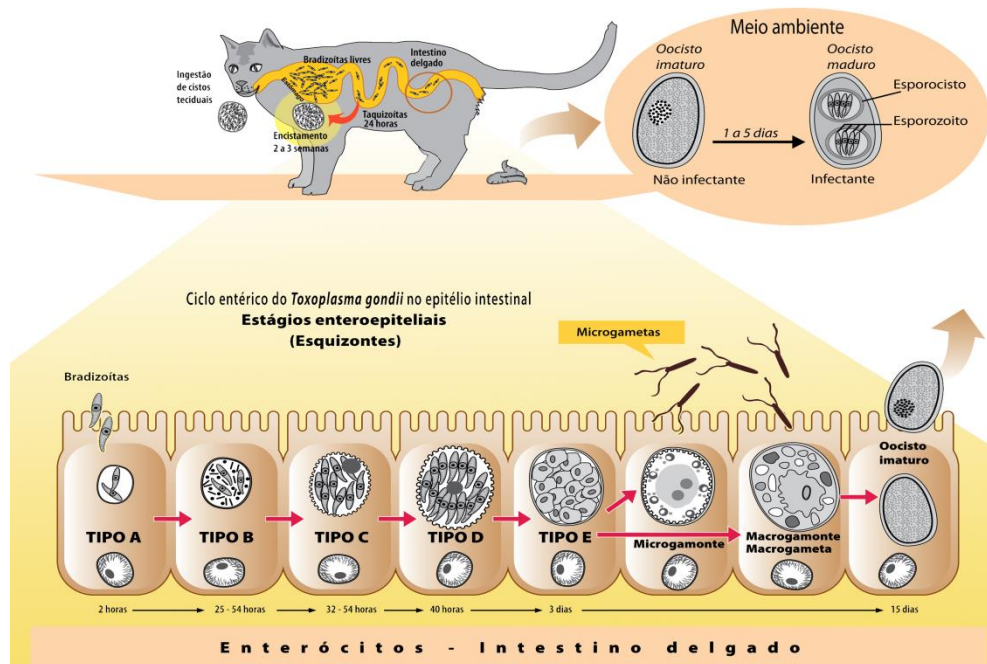 Ingestão
de cistos
teciduais
Bradizoítas livres
Estômago
Intestino
delgado
Taquizoítas
24 horas
Encistamento
2 a 3 semanas
Meio ambiente
Oocisto
imaturo
Oocisto
maduro
Esporocisto
Esporozoito
1 a 5 dias
Não infectante
Infectante
Ciclo entérico do Toxoplasma gondii no epitélio intestinal
Estágios enteroepiteliais
(Esquizontes)
Microgametas
Bradizoítas
TIPO A
TIPO B
TIPO C
TIPO D
TIPO E
Microgamonte
Macrogamonte
Macrogameta
Oocisto
imaturo
2 horas
25 - 54 horas
32 - 54 horas
40 horas
3 dias
15 dias
Enterócitos - Intestino delgado